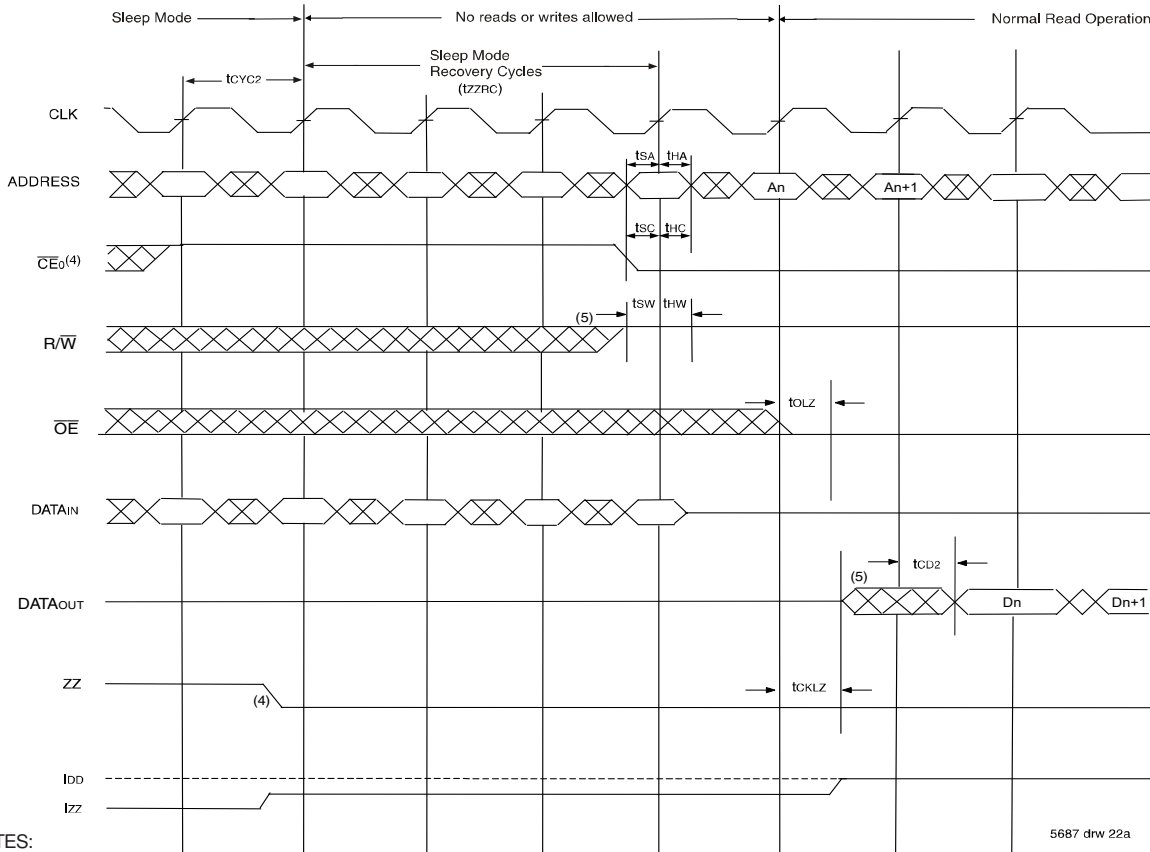 Sleep Mode
No reads or writes allowed
Normal Read Operation
Sleep Mode
Recovery Cycles
(tZZRC)
tCYC2
CLK
tSA tHA
ADDRESS
An
An+1
tSC tHC
CE0(4)
tSW tHW
(5)
R/W
tOLZ
OE
DATAIN
tCD2
(5)
DATAOUT
Dn
Dn+1
ZZ
(4)
tCKLZ
IDD
IZZ
5687 drw 22a
TES: